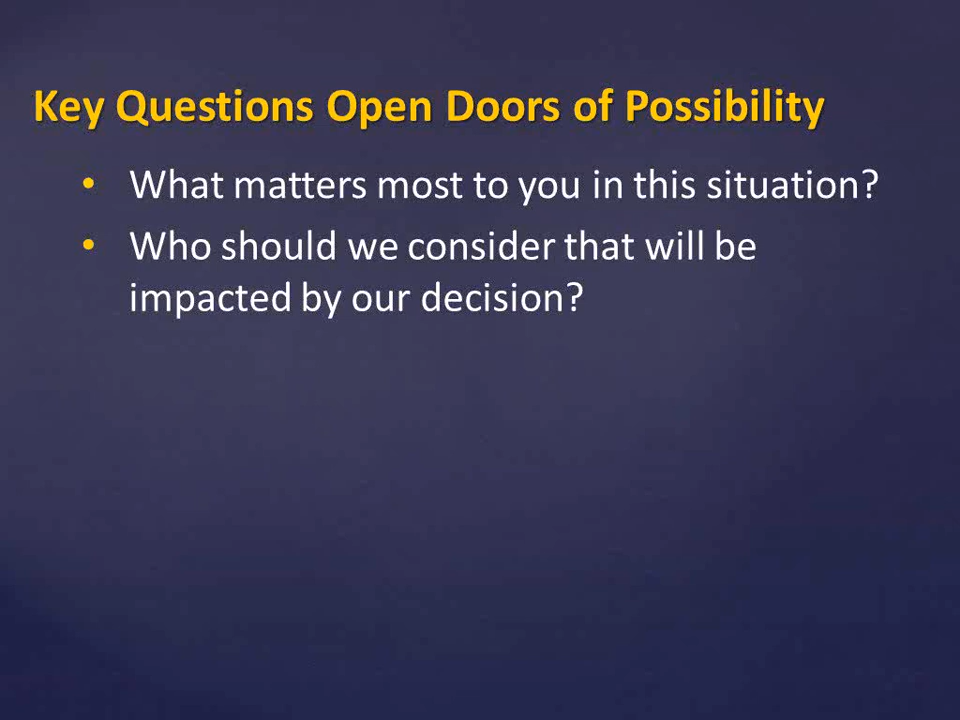 Key Questions Open Doors of Possibility
• What matters most to you in this situation?
• Who should we consider that will be
impacted by our decision?